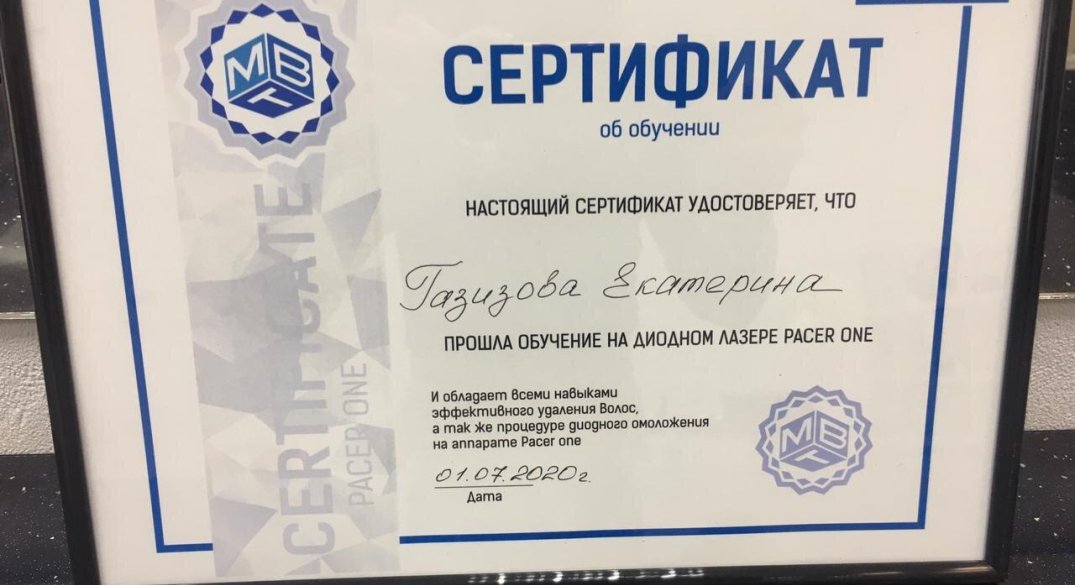 МВТ
CERTIFICATE
PACER ONE
СЕРТИФИКАТ
об обучении
НАСТОЯЩИЙ СЕРТИФИКАТ УДОСТОВЕРЯЕТ, ЧТО
Газизова Екатерина
ПРОШЛА ОБУЧЕНИЕ НА ДИОДНОМ ЛАЗЕРЕ PACER ONE
И обладает всеми навыками
эффективного удаления Волос,
а так же процедуре диодного омоложения
на аппарате Pacer one
01.07.2020г.
Дата
МВТ